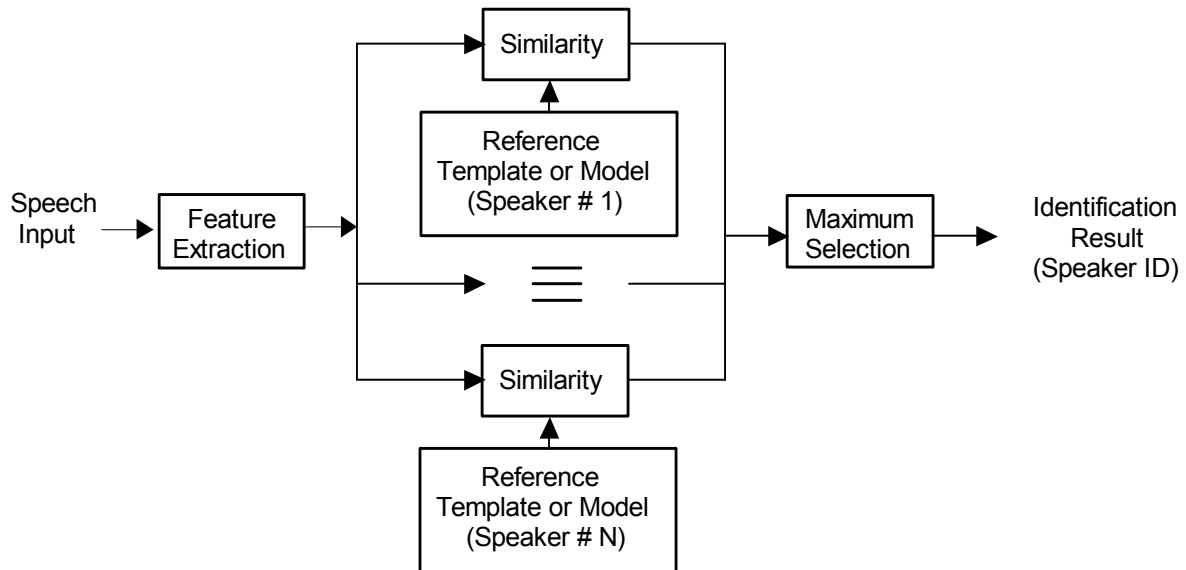 Speech
Input
Feature
Extraction
Similarity
Reference
Template or Model
(Speaker # 1)
Similarity
Reference
Template or Model
(Speaker # N)
Maximum
Selection
Identification
Result
(Speaker ID)